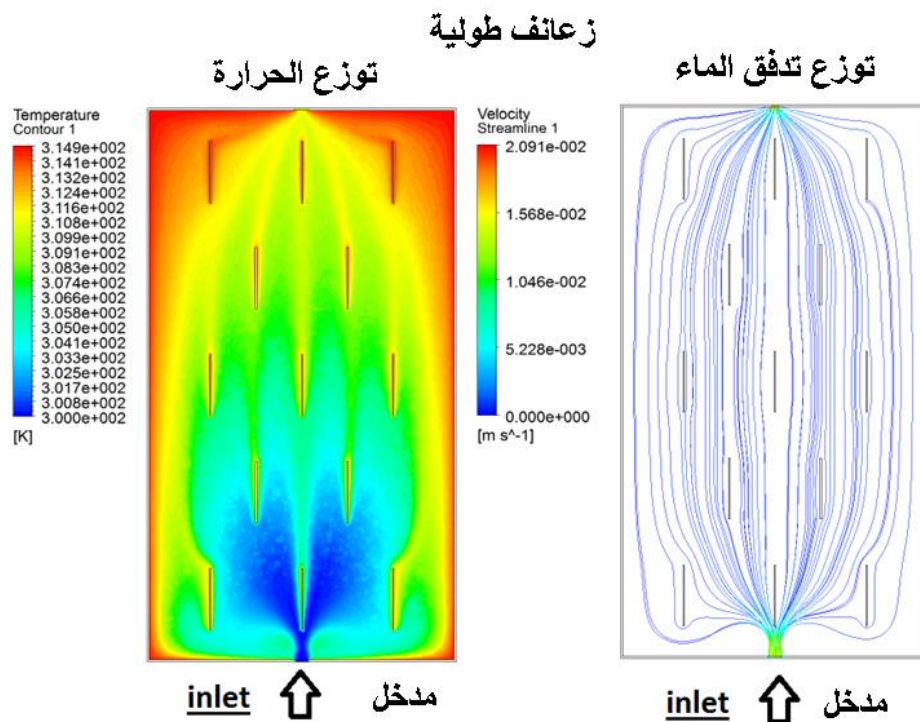 زعانف طولية
توزع الحرارة
توزع تدفق الماء
Temperature
Contour 1
3.149e+002
3.141e+002
3.132e+002
3.124e+002
3.116e+002
3.108e+002
3.099e+002
3.091e+002
3.083e+002
3.074e+002
3.066e+002
3.058e+002
3.050e+002
3.041e+002
3.033e+002
3.025e+002
3.017e+002
3.008e+002
3.000e+002
[K]
Velocity
Streamline 1
2.091e-002
1.568e-002
1.046e-002
5.228e-003
0.000e+000
[m s^-1]
inlet مدخل
inlet مدخل